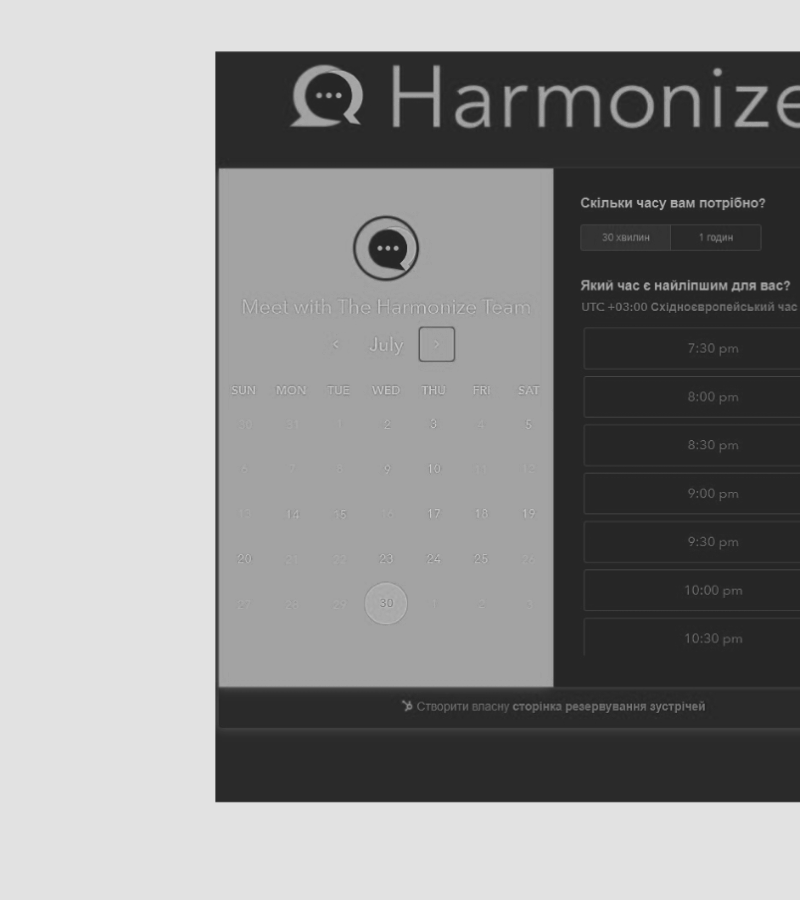 Harmonize
Meet with The Harmonize Team
< July >
SUN MON TUE WED THU FRI SAT
30 31 1 2 3 4 5
6 7 8 9 10 11 12
13 14 15 16 17 18 19
20 21 22 23 24 25 26
27 28 29 30 1 2 3
Скільки часу вам потрібно?
30 хвилин 1 годин
Який час є найліпшим для вас?
UTC +03:00 Східноєвропейський час
7:30 pm
8:00 pm
8:30 pm
9:00 pm
9:30 pm
10:00 pm
10:30 pm
Створити власну сторінка резервування зустрічей